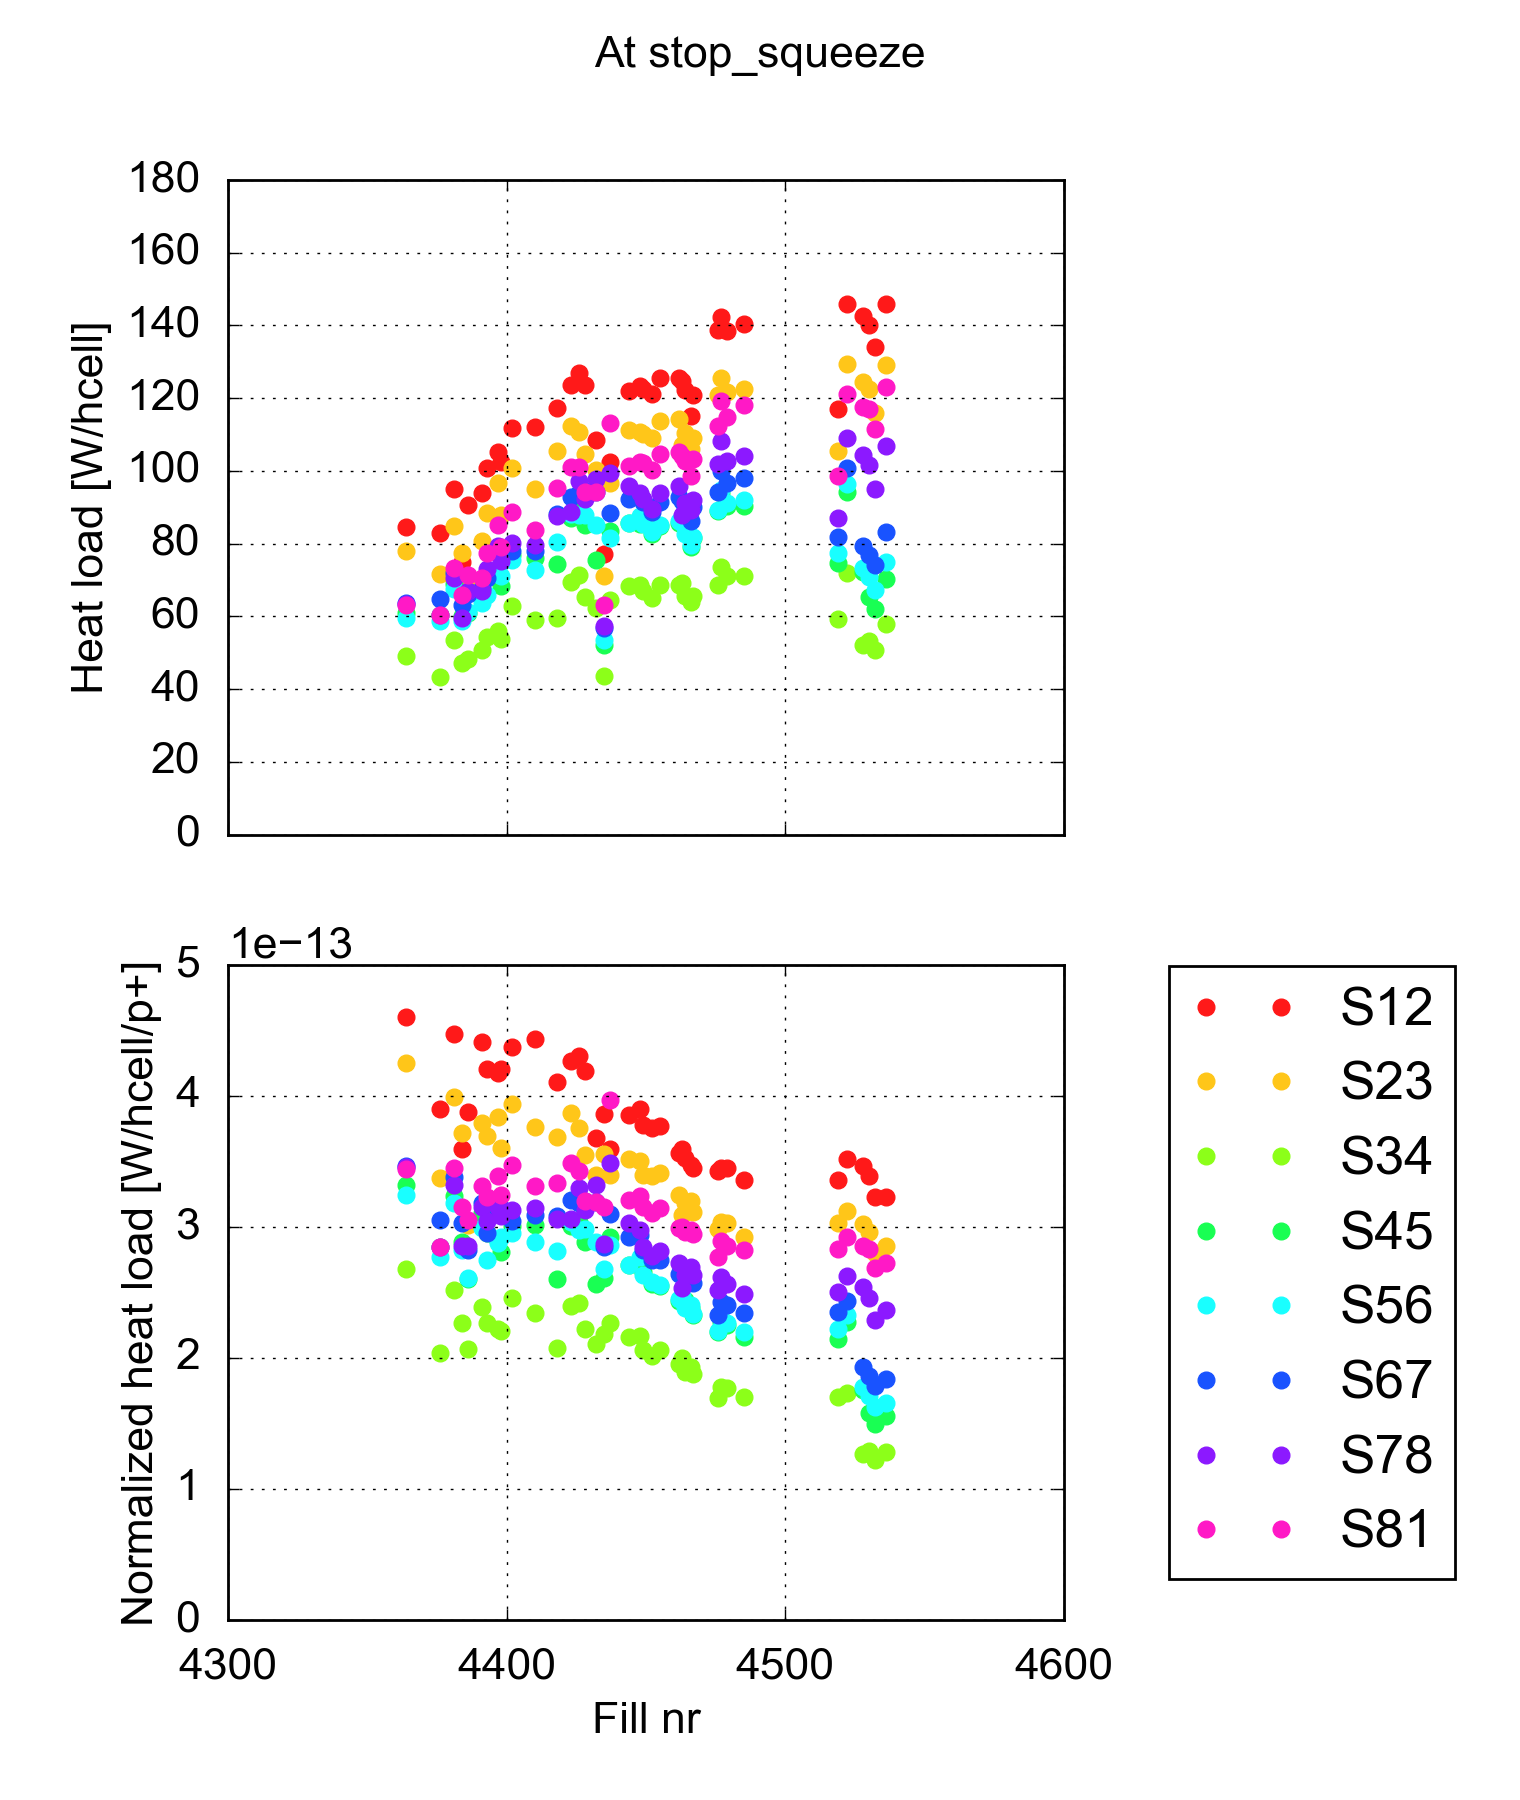 At stop_squeeze
180
160
140
120
100
80
60
40
20
0
Heat load [W/hcell]
1e−13
5
4
3
2
1
0
Normalized heat load [W/hcell/p+]
4300 4400 4500 4600
Fill nr
S12
S23
S34
S45
S56
S67
S78
S81